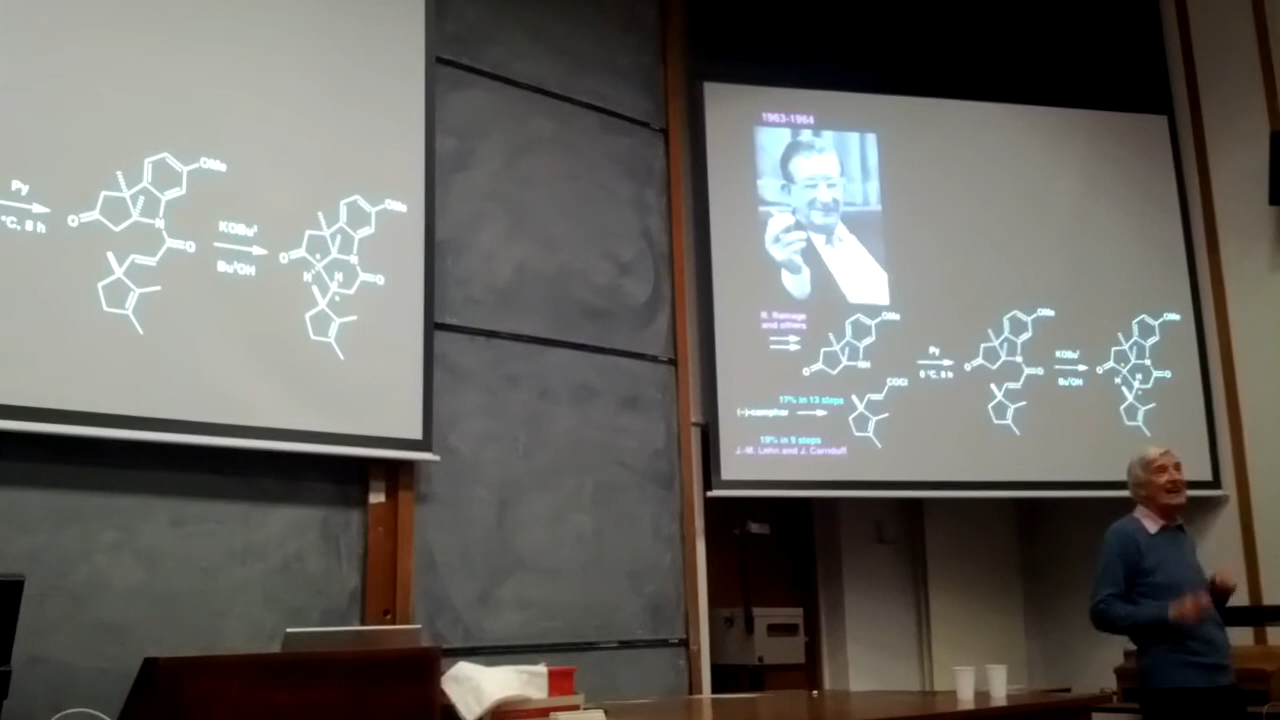 Py
°C, 8 h
OMe
O
N
O
KOBuᵗ
BuᵗOH
OMe
O
N
H
H
O
1963-1964
R. Ramage
and others
OMe
O
NH
COCl
17% in 13 steps
(−)-camphor
19% in 9 steps
J.-M. Lehn and J. Carnduff
Py
0 °C, 8 h
OMe
O
N
O
KOBuᵗ
BuᵗOH
OMe
O
N
H
H
O